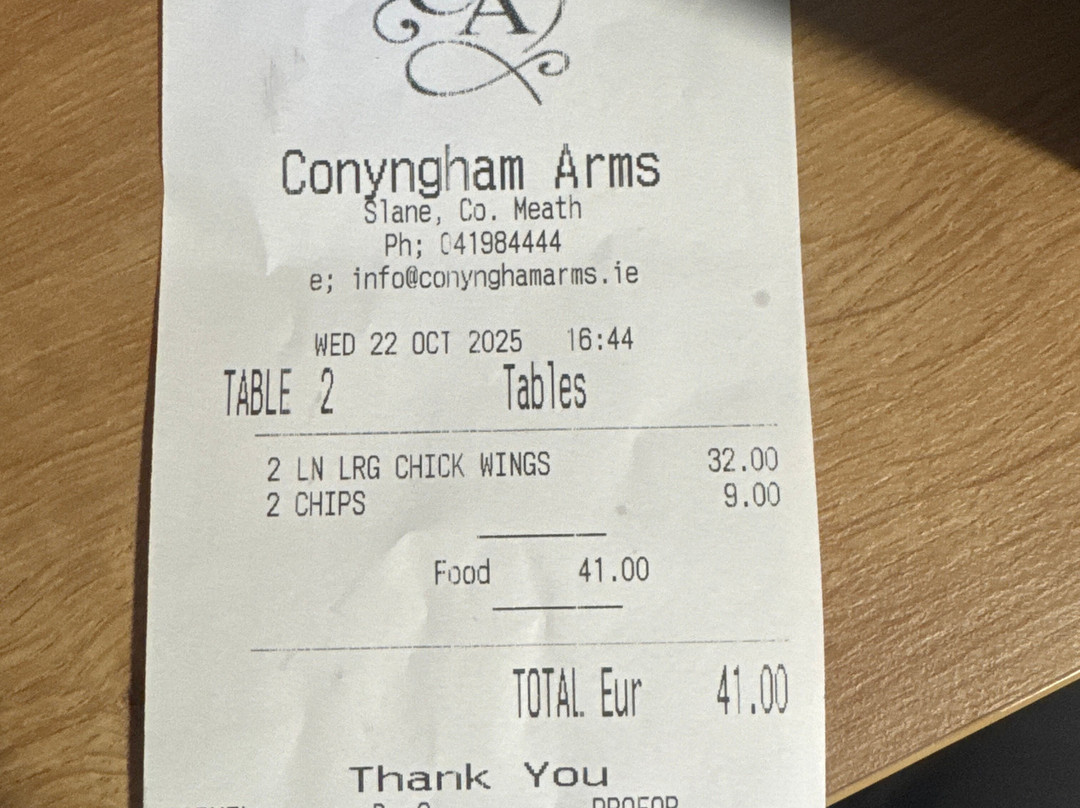 CA
Conyngham Arms
Slane, Co. Meath
Ph; 041984444
e; info@conynghamarms.ie
WED 22 OCT 2025 16:44
TABLE 2 Tables
2 LN LRG CHICK WINGS 32.00
2 CHIPS 9.00
Food 41.00
TOTAL Eur 41.00
Thank You